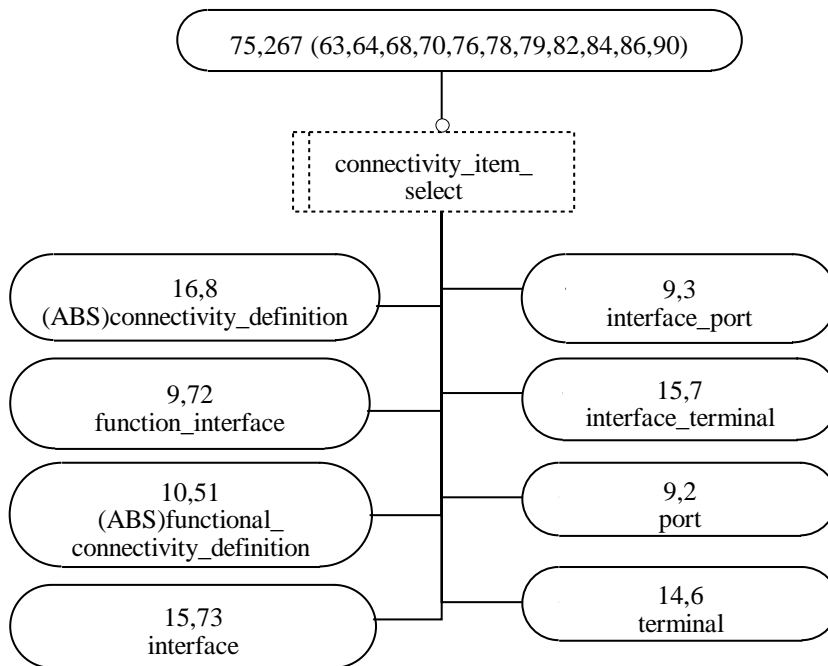 75,267 (63,64,68,70,76,78,79,82,84,86,90)
connectivity_item_
select
16,8
(ABS)connectivity_definition
9,72
function_interface
10,51
(ABS)functional_
connectivity_definition
15,73
interface
9,3
interface_port
15,7
interface_terminal
9,2
port
14,6
terminal